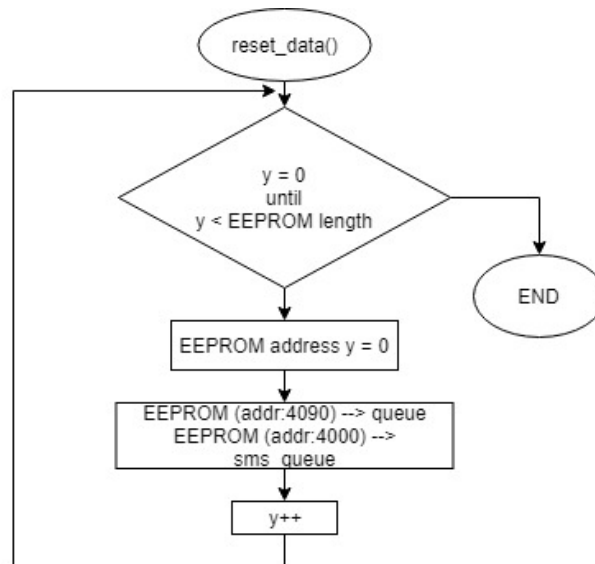 reset_data()
y = 0
until
y < EEPROM length
END
EEPROM address y = 0
EEPROM (addr:4090) --> queue
EEPROM (addr:4000) -->
sms_queue
y++